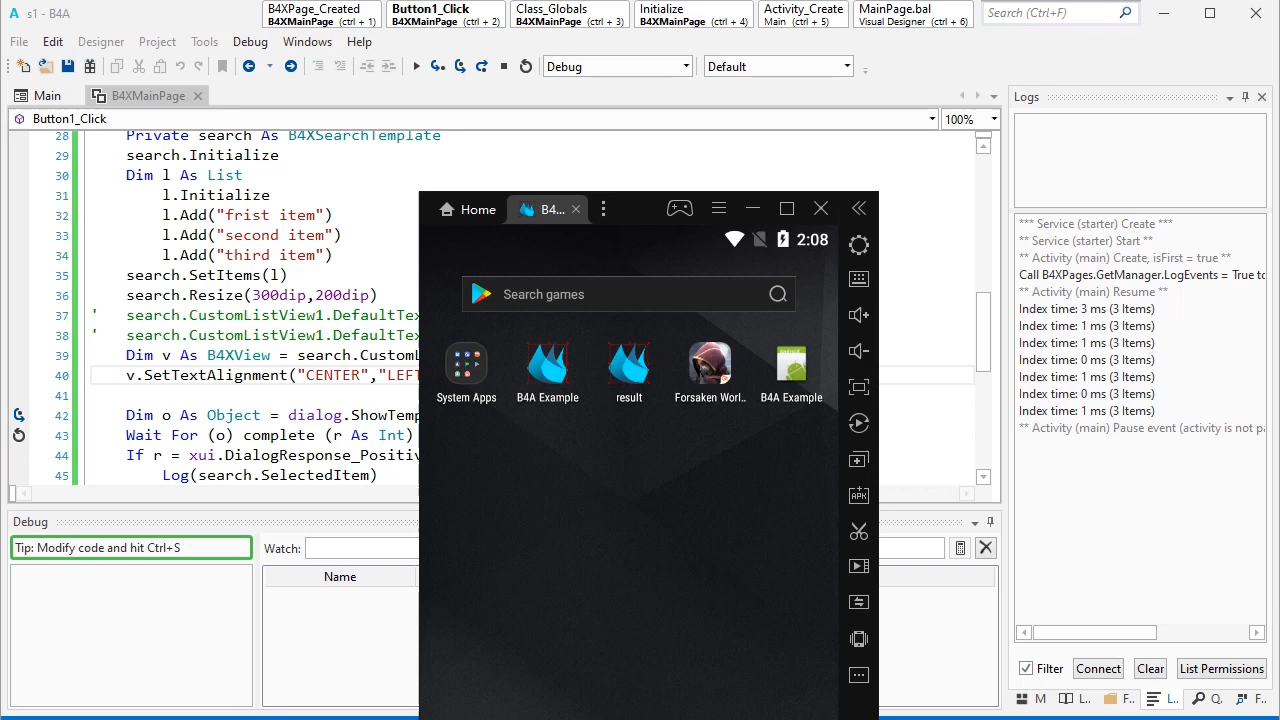 s1 - B4A
B4XPage_Created
B4XMainPage (ctrl + 1)
Button1_Click
B4XMainPage (ctrl + 2)
Class_Globals
B4XMainPage (ctrl + 3)
Initialize
B4XMainPage (ctrl + 4)
Activity_Create
Main (ctrl + 5)
MainPage.bal
Visual Designer (ctrl + 6)
Search (Ctrl+F)
File Edit Designer Project Tools Debug Windows Help
Debug
Default
Main
B4XMainPage
Button1_Click
100%
28 Private search As B4XSearchTemplate
29 search.Initialize
30 Dim l As List
31 l.Initialize
32 l.Add("frist item")
33 l.Add("second item")
34 l.Add("third item")
35 search.SetItems(l)
36 search.Resize(300dip,200dip)
37 ' search.CustomListView1.DefaultTex
38 ' search.CustomListView1.DefaultTex
39 Dim v As B4XView = search.CustomL
40 v.SetTextAlignment("CENTER","LEFT
41
42 Dim o As Object = dialog.ShowTemp
43 Wait For (o) complete (r As Int)
44 If r = xui.DialogResponse_Positiv
45 Log(search.SelectedItem)
Home
B4...
2:08
Search games
System Apps
B4A Example
result
Forsaken Worl..
B4A Example
APK
Debug
Tip: Modify code and hit Ctrl+S
Watch:
Name
Logs
*** Service (starter) Create ***
** Service (starter) Start **
** Activity (main) Create, isFirst = true **
Call B4XPages.GetManager.LogEvents = True to
** Activity (main) Resume **
Index time: 3 ms (3 Items)
Index time: 1 ms (3 Items)
Index time: 1 ms (3 Items)
Index time: 0 ms (3 Items)
Index time: 1 ms (3 Items)
Index time: 0 ms (3 Items)
Index time: 1 ms (3 Items)
** Activity (main) Pause event (activity is not pa
Filter
Connect
Clear
List Permissions
M
L..
F..
L..
Q.
F..